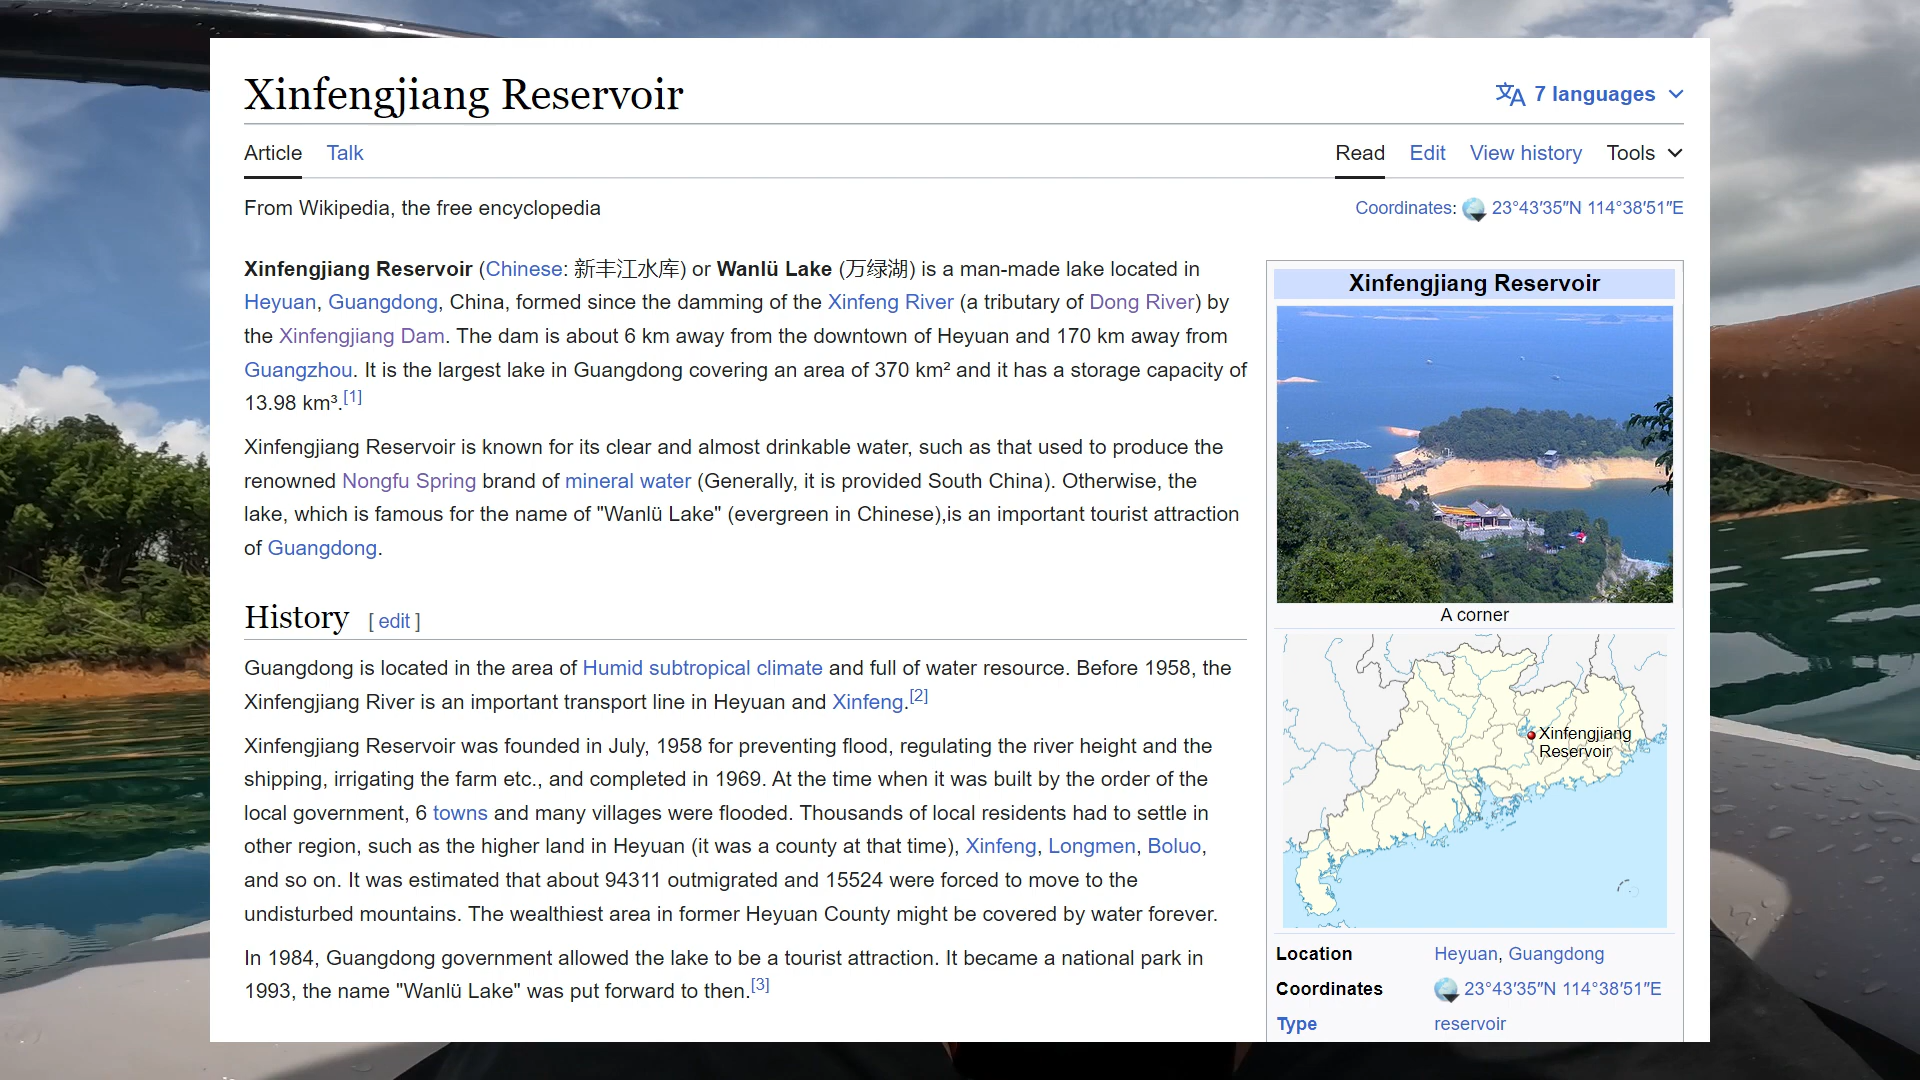 Xinfengjiang Reservoir
7 languages
Article Talk
Read Edit View history Tools
From Wikipedia, the free encyclopedia
Coordinates: 23°43′35″N 114°38′51″E
Xinfengjiang Reservoir (Chinese: 新丰江水库) or Wanlü Lake (万绿湖) is a man-made lake located in
Heyuan, Guangdong, China, formed since the damming of the Xinfeng River (a tributary of Dong River) by
the Xinfengjiang Dam. The dam is about 6 km away from the downtown of Heyuan and 170 km away from
Guangzhou. It is the largest lake in Guangdong covering an area of 370 km² and it has a storage capacity of
13.98 km³.[1]
Xinfengjiang Reservoir is known for its clear and almost drinkable water, such as that used to produce the
renowned Nongfu Spring brand of mineral water (Generally, it is provided South China). Otherwise, the
lake, which is famous for the name of "Wanlü Lake" (evergreen in Chinese),is an important tourist attraction
of Guangdong.
History [ edit ]
Guangdong is located in the area of Humid subtropical climate and full of water resource. Before 1958, the
Xinfengjiang River is an important transport line in Heyuan and Xinfeng.[2]
Xinfengjiang Reservoir was founded in July, 1958 for preventing flood, regulating the river height and the
shipping, irrigating the farm etc., and completed in 1969. At the time when it was built by the order of the
local government, 6 towns and many villages were flooded. Thousands of local residents had to settle in
other region, such as the higher land in Heyuan (it was a county at that time), Xinfeng, Longmen, Boluo,
and so on. It was estimated that about 94311 outmigrated and 15524 were forced to move to the
undisturbed mountains. The wealthiest area in former Heyuan County might be covered by water forever.
In 1984, Guangdong government allowed the lake to be a tourist attraction. It became a national park in
1993, the name "Wanlü Lake" was put forward to then.[3]
Xinfengjiang Reservoir
A corner
Xinfengjiang
Reservoir
Location Heyuan, Guangdong
Coordinates 23°43′35″N 114°38′51″E
Type reservoir